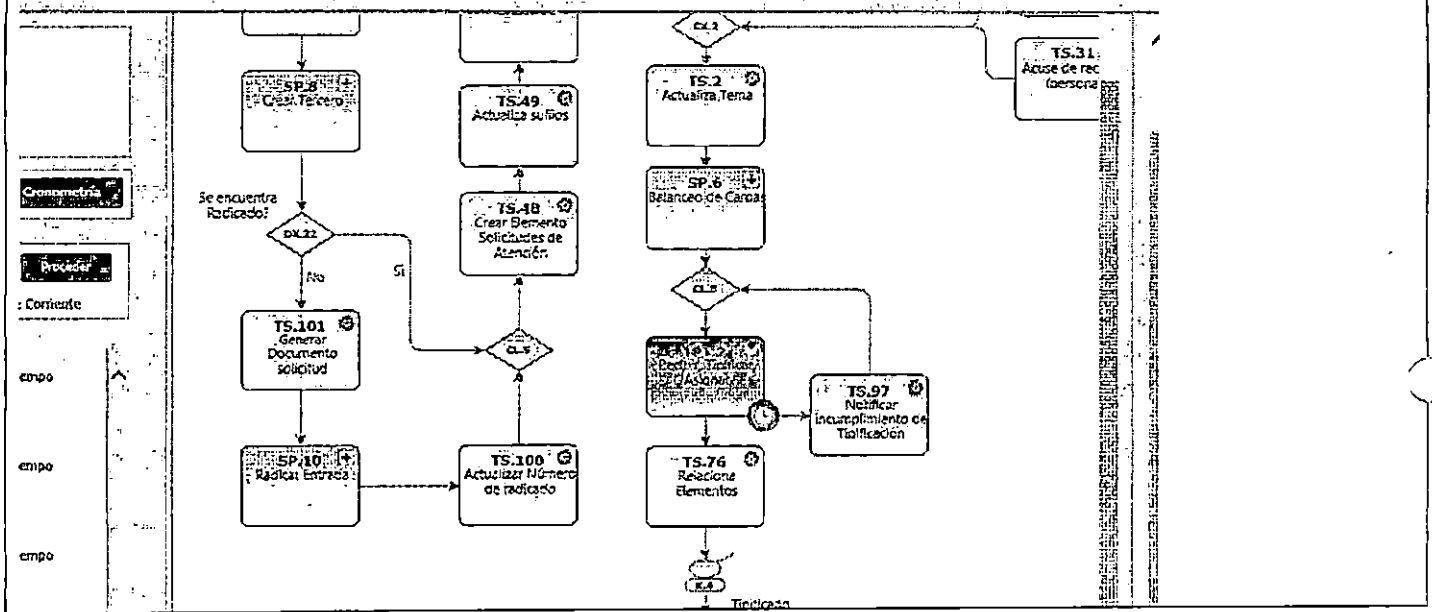 Cronometría
Proceder
: Corriente
empo
empo
empo
SP.8
Crear Tercero
Se encuentra
Radicado?
DX.22
No
Si
TS.101
Generar
Documento
solicitud
SP.10
Radicar Entrada
TS.49
Actualiza sufijos
TS.48
Crear Elemento
Solicitudes de
Atención
TS.100
Actualizar Número
de radicado
TS.2
Actualiza Tema
SP.6
Balanceo de Cargas
TS.97
Notificar
Incumplimiento de
Tipificación
TS.76
Relaciona
Elementos
K.4
Tipificado
TS.31
Acuse de rec
(persona